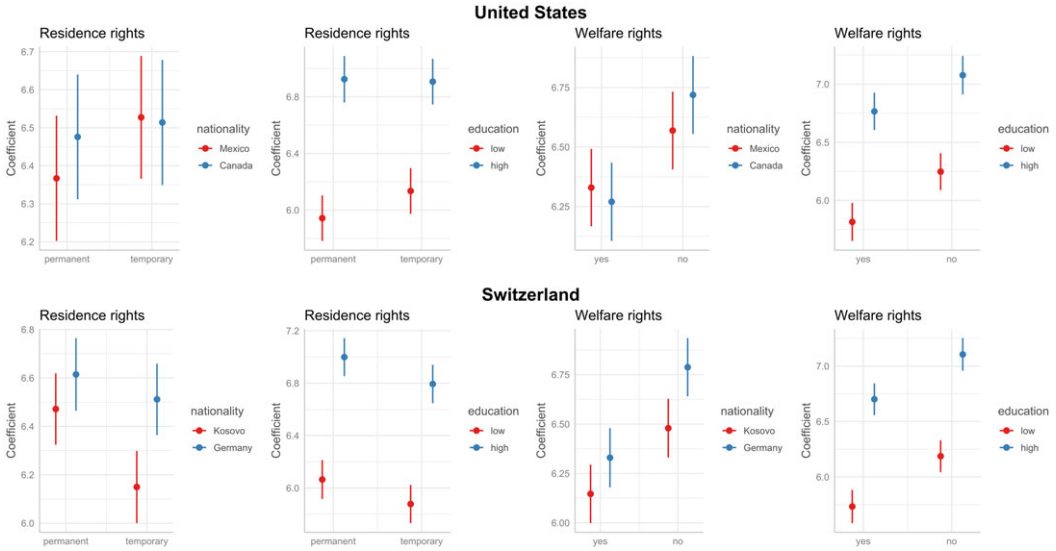 United States
Residence rights
Coefficient
6.7
6.6
6.5
6.4
6.3
6.2
permanent
temporary
nationality
Mexico
Canada
Residence rights
Coefficient
6.8
6.4
6.0
permanent
temporary
education
low
high
Welfare rights
Coefficient
6.75
6.50
6.25
yes
no
nationality
Mexico
Canada
Welfare rights
Coefficient
7.0
6.5
6.0
yes
no
education
low
high
Switzerland
Residence rights
Coefficient
6.8
6.6
6.4
6.2
6.0
permanent
temporary
nationality
Kosovo
Germany
Residence rights
Coefficient
7.2
6.8
6.4
6.0
permanent
temporary
education
low
high
Welfare rights
Coefficient
6.75
6.50
6.25
6.00
yes
no
nationality
Kosovo
Germany
Welfare rights
Coefficient
7.0
6.5
6.0
yes
no
education
low
high